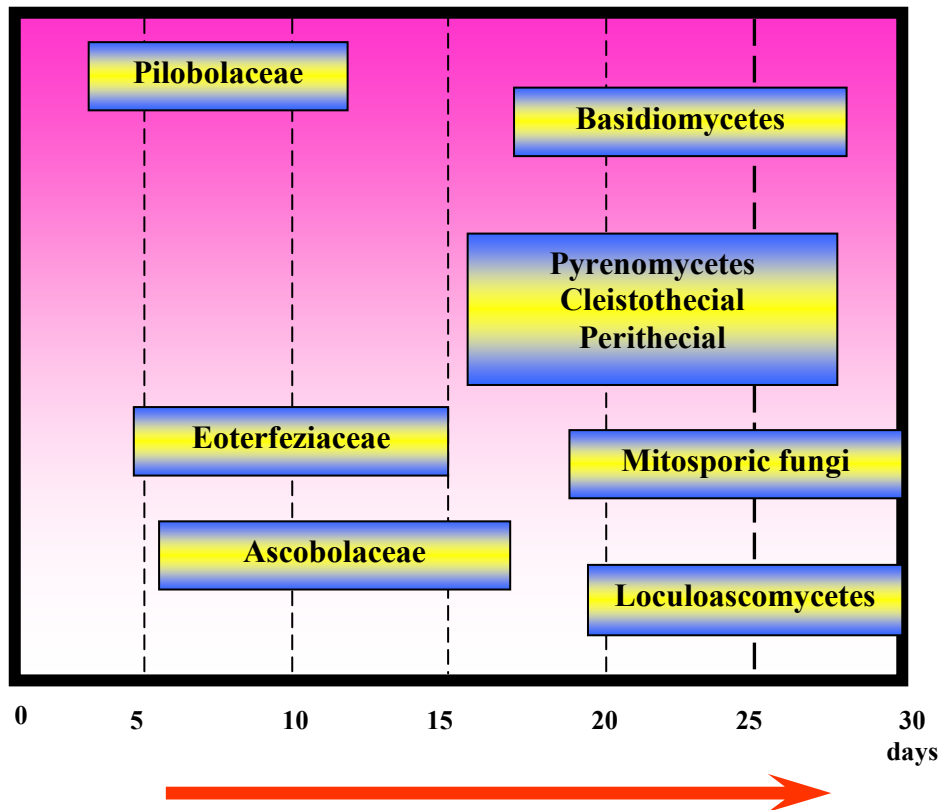 Pilobolaceae
Basidiomycetes
Pyrenomycetes
Cleistothecial
Perithecial
Eoterfeziaceae
Mitosporic fungi
Ascobolaceae
Loculoascomycetes
0 5 10 15 20 25 30
days